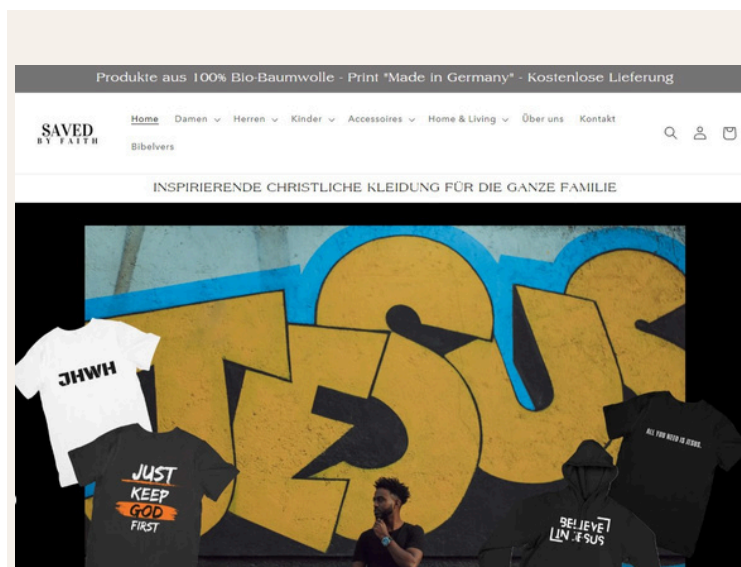 Produkte aus 100% Bio-Baumwolle - Print "Made in Germany" - Kostenlose Lieferung
SAVED
BY FAITH
Home Damen Herren Kinder Accessoires Home & Living Über uns Kontakt
Bibelvers
INSPIRIERENDE CHRISTLICHE KLEIDUNG FÜR DIE GANZE FAMILIE
JESUS
JHWH
JUST
KEEP
GOD
FIRST
ALL YOU NEED IS JESUS.
BELIEVE
IN JESUS